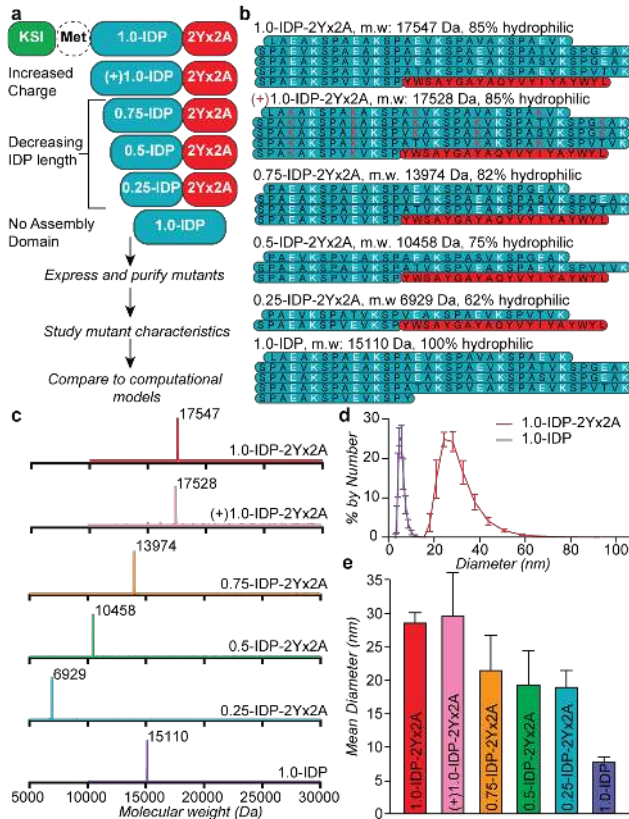 a
KSI
Met
1.0-IDP
2Yx2A
Increased
Charge
(+)1.0-IDP
2Yx2A
Decreasing
IDP length
0.75-IDP
2Yx2A
0.5-IDP
2Yx2A
0.25-IDP
2Yx2A
No Assembly
Domain
1.0-IDP
Express and purify mutants
Study mutant characteristics
Compare to computational
models
b
1.0-IDP-2Yx2A, m.w: 17547 Da, 85% hydrophilic
SPVEVKSPYWSAYGAYAQYVYIYAYWYL
(+)1.0-IDP-2Yx2A, m.w: 17528 Da, 85% hydrophilic
YWSAYGAYAQYVYIYAYWYL
0.75-IDP-2Yx2A, m.w. 13974 Da, 82% hydrophilic
PAEAKSPAEVKSPATVKSPGEAK
SPAEVKSPVEVKSPYWSAYGAYAQYVYIYAYWYL
0.5-IDP-2Yx2A, m.w: 10458 Da, 75% hydrophilic
SPAEVKSPVEVKSPYWSAYGAYAQYVYIYAYWYL
0.25-IDP-2Yx2A, m.w 6929 Da, 62% hydrophilic
SPAEVKSPVEVKSPYWSAYGAYAQYVYIYAYWYL
1.0-IDP, m.w: 15110 Da, 100% hydrophilic
c
17547
1.0-IDP-2Yx2A
17528
(+)1.0-IDP-2Yx2A
13974
0.75-IDP-2Yx2A
10458
0.5-IDP-2Yx2A
6929
0.25-IDP-2Yx2A
15110
1.0-IDP
5000 10000 15000 20000 25000 30000
Molecular weight (Da)
d
1.0-IDP-2Yx2A
1.0-IDP
% by Number
30
20
10
0
0 20 40 60 80 100
Diameter (nm)
e
Mean Diameter (nm)
35
30
25
20
15
10
5
0
1.0-IDP-2Yx2A
(+)1.0-IDP-2Yx2A
0.75-IDP-2Yx2A
0.5-IDP-2Yx2A
0.25-IDP-2Yx2A
1.0-IDP